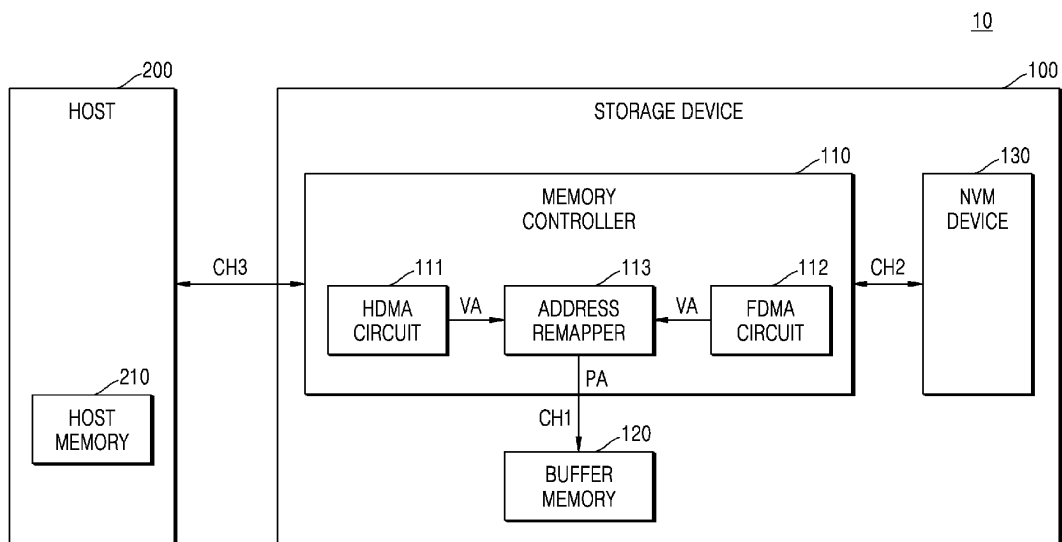 10
200
100
HOST
STORAGE DEVICE
110
130
MEMORY
CONTROLLER
NVM
DEVICE
CH3
111
113
112
CH2
HDMA
CIRCUIT
VA
ADDRESS
REMAPPER
VA
FDMA
CIRCUIT
PA
210
CH1
HOST
MEMORY
120
BUFFER
MEMORY